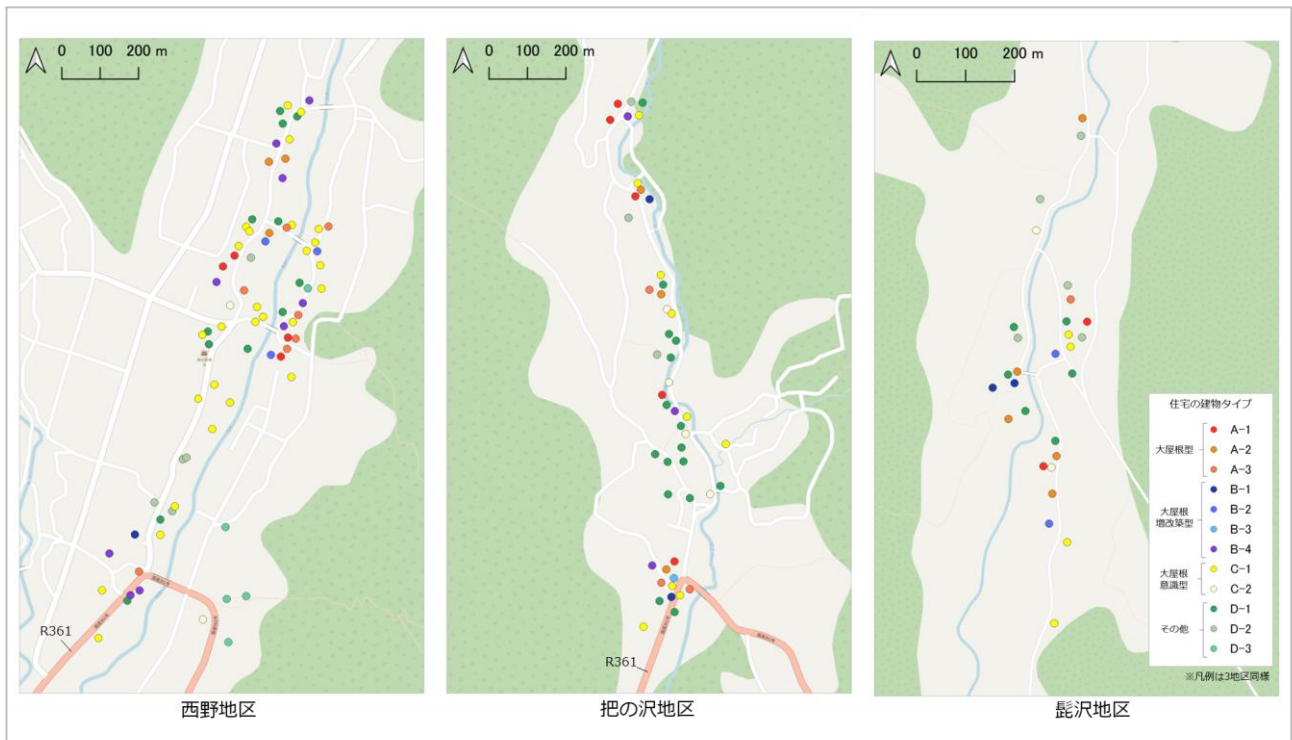 0 100 200 m
R361
西野地区
0 100 200 m
R361
把の沢地区
0 100 200 m
住宅の建物タイプ
大屋根型
A-1
A-2
A-3
大屋根
増改築型
B-1
B-2
B-3
B-4
大屋根
意識型
C-1
C-2
その他
D-1
D-2
D-3
※凡例は3地区同様
髭沢地区